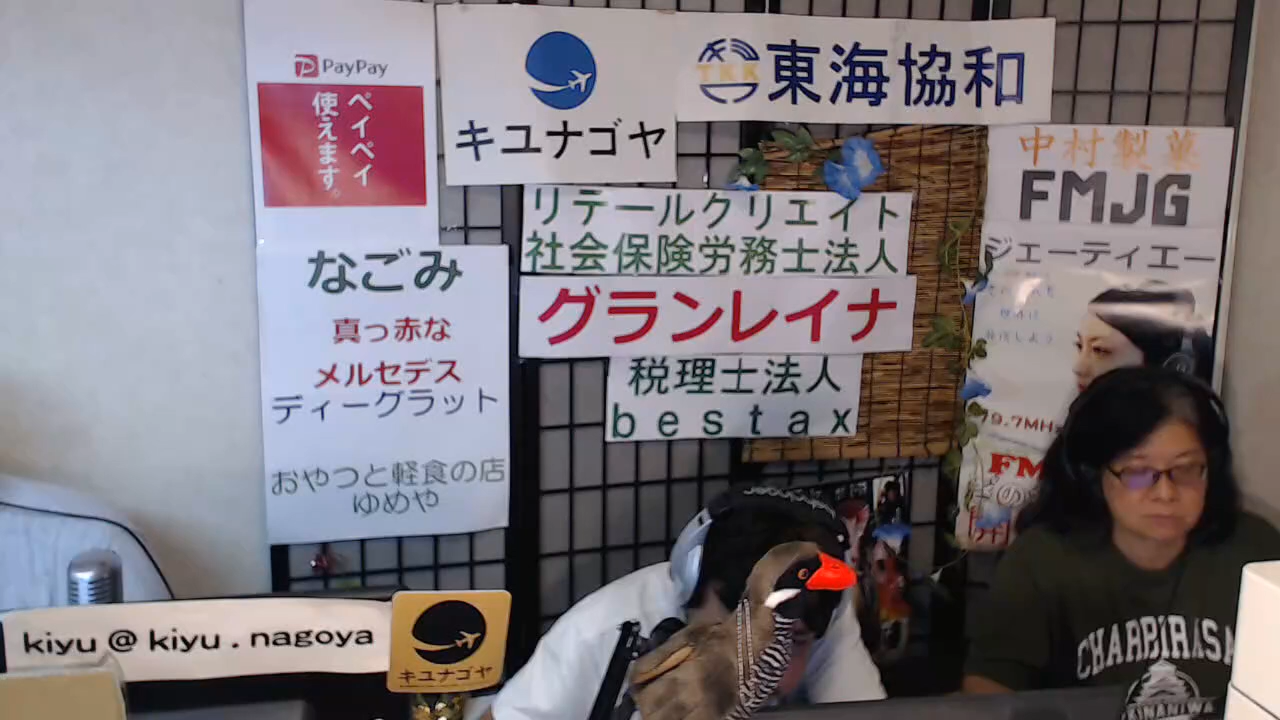 PayPay
ペイペイ
使えます。
キユナゴヤ
TKK 東海協和
中村製菓
FMJG
ジェーティエー
リテールクリエイト
社会保険労務士法人
グランレイナ
税理士法人
bestax
なごみ
真っ赤な
メルセデス
ディーグラット
おやつと軽食の店
ゆめや
79.7MHz
FM
kiyu @ kiyu . nagoya
キユナゴヤ